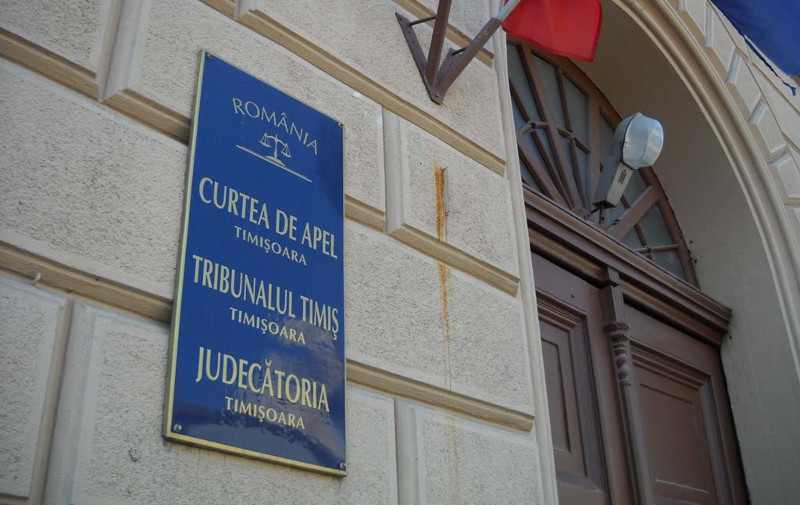 ROMÂNIA
CURTEA DE APEL
TIMIŞOARA
TRIBUNALUL TIMIŞ
TIMIŞOARA
JUDECĂTORIA
TIMIŞOARA